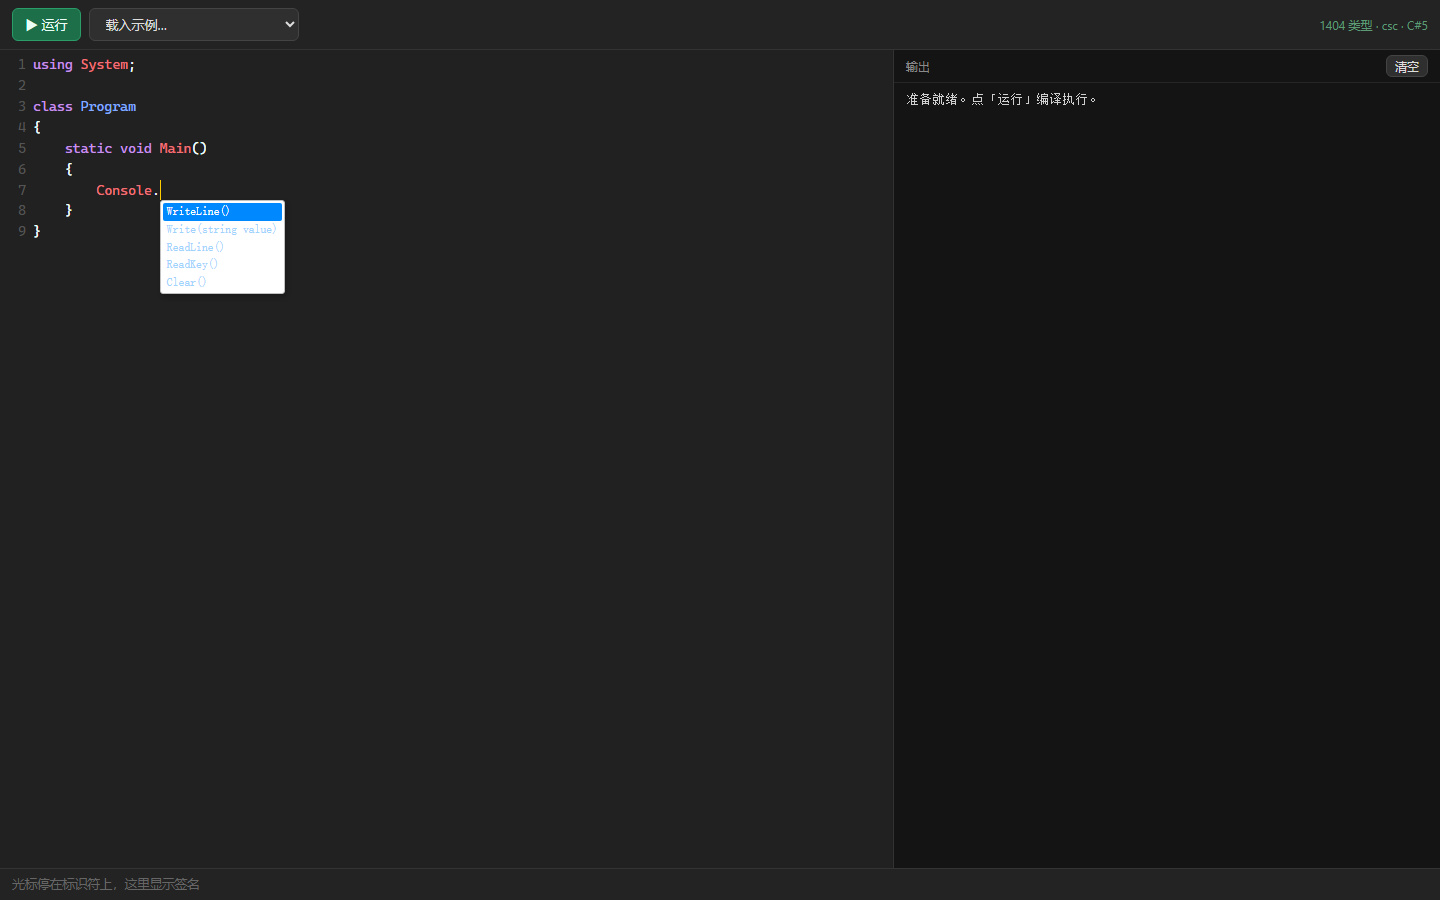 ▶ 运行
载入示例...
1404 类型 · csc · C#5
1 using System;
2
3 class Program
4 {
5     static void Main()
6     {
7         Console.
8     }
9 }
WriteLine()
Write(string value)
ReadLine()
ReadKey()
Clear()
输出
清空
准备就绪。点「运行」编译执行。
光标停在标识符上，这里显示签名